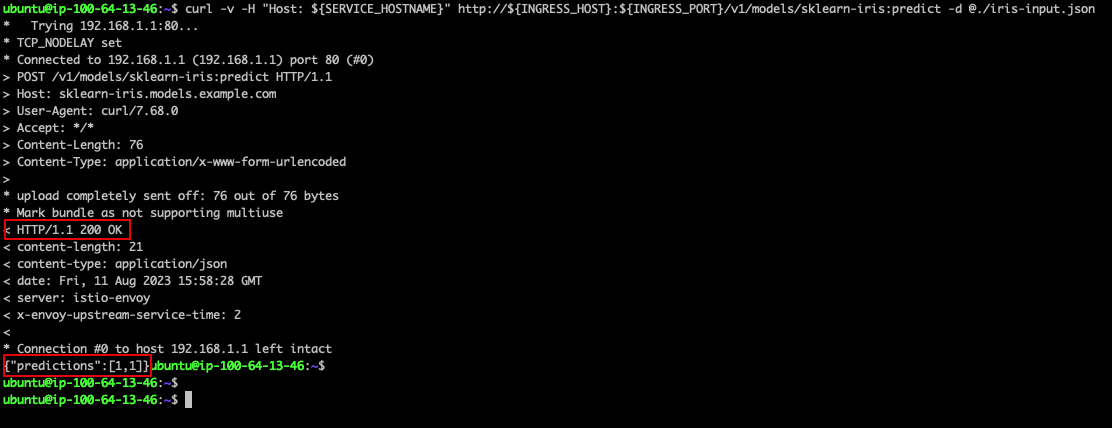 ubuntu@ip-100-64-13-46:~$ curl -v -H "Host: ${SERVICE_HOSTNAME}" http://${INGRESS_HOST}:${INGRESS_PORT}/v1/models/sklearn-iris:predict -d @./iris-input.json
*   Trying 192.168.1.1:80...
* TCP_NODELAY set
* Connected to 192.168.1.1 (192.168.1.1) port 80 (#0)
> POST /v1/models/sklearn-iris:predict HTTP/1.1
> Host: sklearn-iris.models.example.com
> User-Agent: curl/7.68.0
> Accept: */*
> Content-Length: 76
> Content-Type: application/x-www-form-urlencoded
>
* upload completely sent off: 76 out of 76 bytes
* Mark bundle as not supporting multiuse
< HTTP/1.1 200 OK
< content-length: 21
< content-type: application/json
< date: Fri, 11 Aug 2023 15:58:28 GMT
< server: istio-envoy
< x-envoy-upstream-service-time: 2
<
* Connection #0 to host 192.168.1.1 left intact
{"predictions":[1,1]}ubuntu@ip-100-64-13-46:~$
ubuntu@ip-100-64-13-46:~$
ubuntu@ip-100-64-13-46:~$